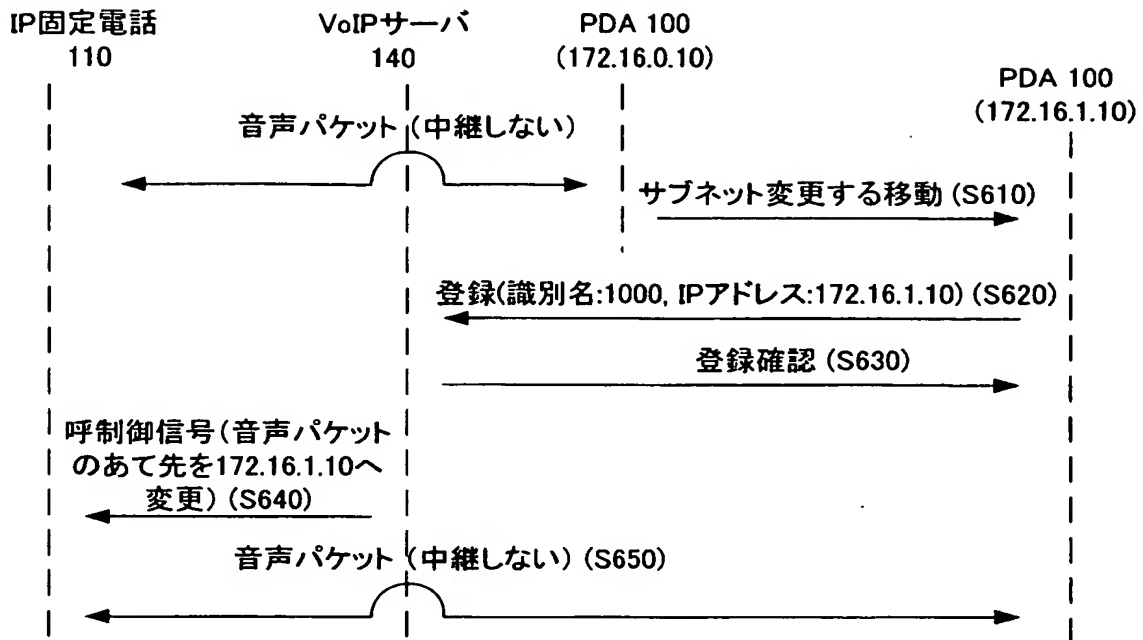 IP固定電話
110
VoIPサーバ
140
PDA 100
(172.16.0.10)
PDA 100
(172.16.1.10)
音声パケット (中継しない)
サブネット変更する移動 (S610)
登録(識別名:1000, IPアドレス:172.16.1.10) (S620)
登録確認 (S630)
呼制御信号(音声パケット
のあて先を172.16.1.10へ
変更) (S640)
音声パケット (中継しない) (S650)